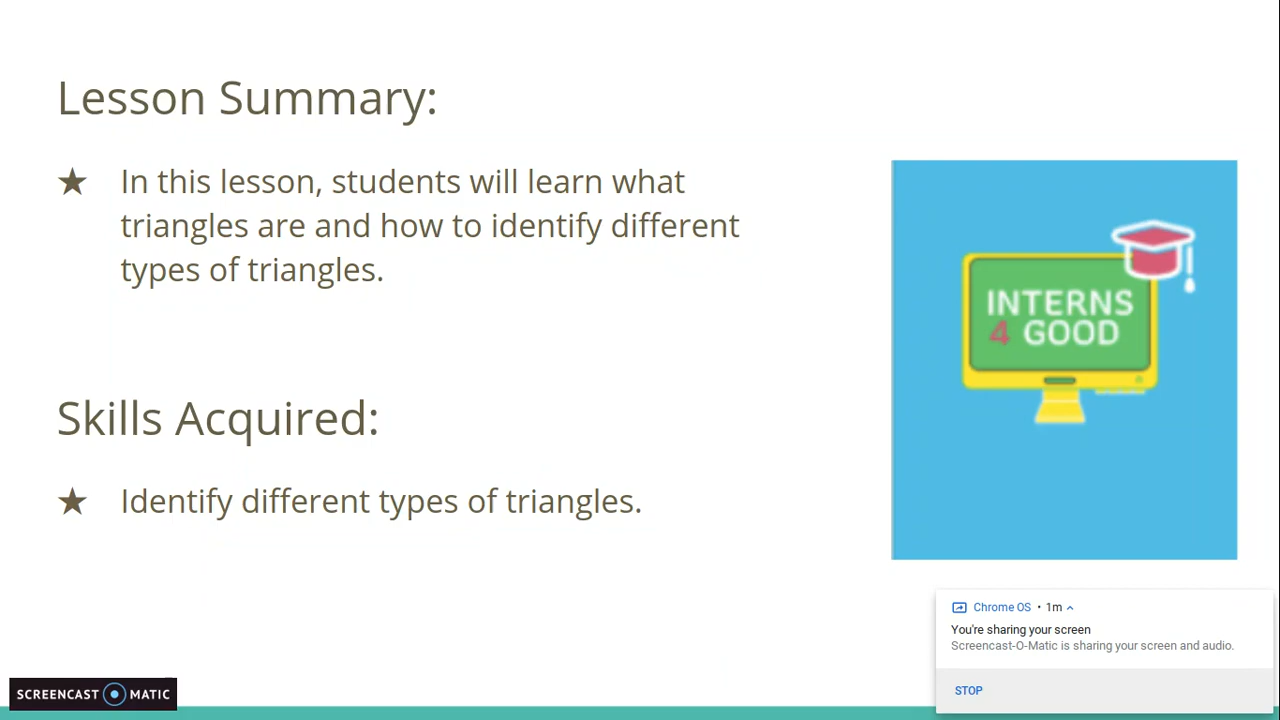 Lesson Summary:
★ In this lesson, students will learn what
triangles are and how to identify different
types of triangles.
INTERNS
4 GOOD
Skills Acquired:
★ Identify different types of triangles.
Chrome OS • 1m
You're sharing your screen
Screencast-O-Matic is sharing your screen and audio.
STOP
SCREENCAST MATIC